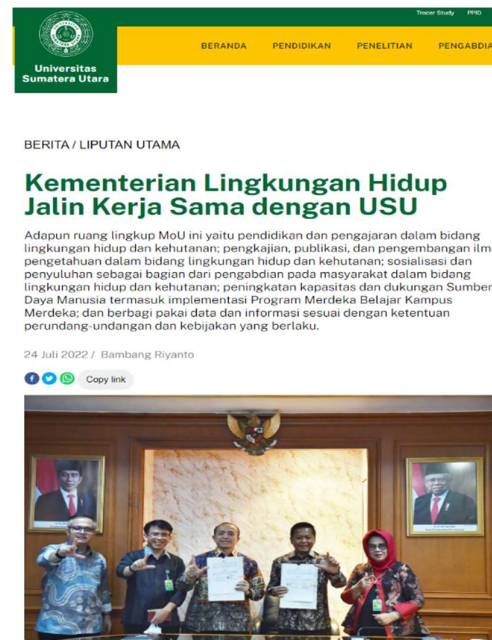 Tracer Study PPID
Universitas
Sumatera Utara
BERANDA PENDIDIKAN PENELITIAN PENGABDIA
BERITA / LIPUTAN UTAMA
Kementerian Lingkungan Hidup
Jalin Kerja Sama dengan USU
Adapun ruang lingkup MoU ini yaitu pendidikan dan pengajaran dalam bidang
lingkungan hidup dan kehutanan; pengkajian, publikasi, dan pengembangan ilm
pengetahuan dalam bidang lingkungan hidup dan kehutanan; sosialisasi dan
penyuluhan sebagai bagian dari pengabdian pada masyarakat dalam bidang
lingkungan hidup dan kehutanan; peningkatan kapasitas dan dukungan Sumber
Daya Manusia termasuk implementasi Program Merdeka Belajar Kampus
Merdeka; dan berbagi pakai data dan informasi sesuai dengan ketentuan
perundang-undangan dan kebijakan yang berlaku.
24 Juli 2022 / Bambang Riyanto
Copy link